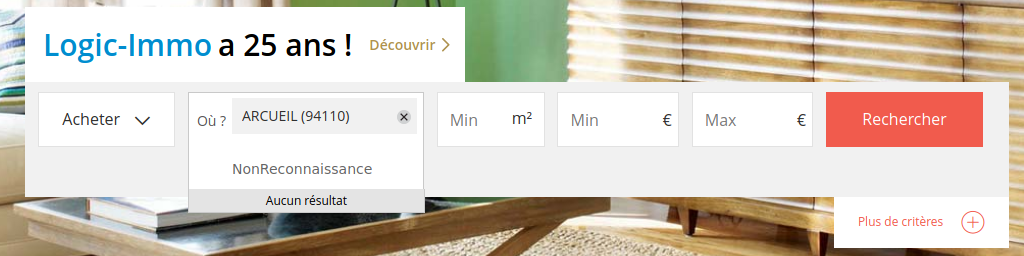 Logic-Immo a 25 ans ! Découvrir
Acheter
Où ? ARCUEIL (94110)
Min m²
Min €
Max €
Rechercher
NonReconnaissance
Aucun résultat
Plus de critères